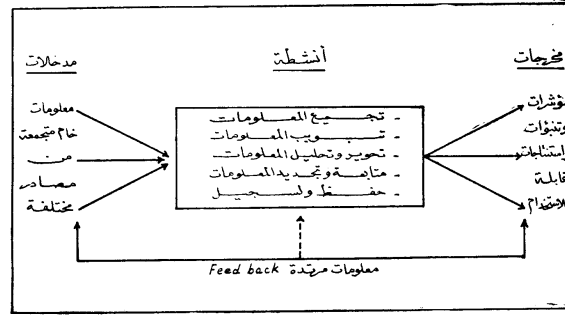 مدخلات
أنشطة
مخرجات
معلومات
خام متجمعة
من
مصادر
مختلفة
- تجميع المعلومات
- تبويب المعلومات
- تحوير وتحليل المعلومات
- متابعة وتجديد المعلومات
- حفظ وتسجيل
مؤشرات
وتنبؤات
واستنتاجات
قابلة
للاستخدام
معلومات مرتدة Feed back